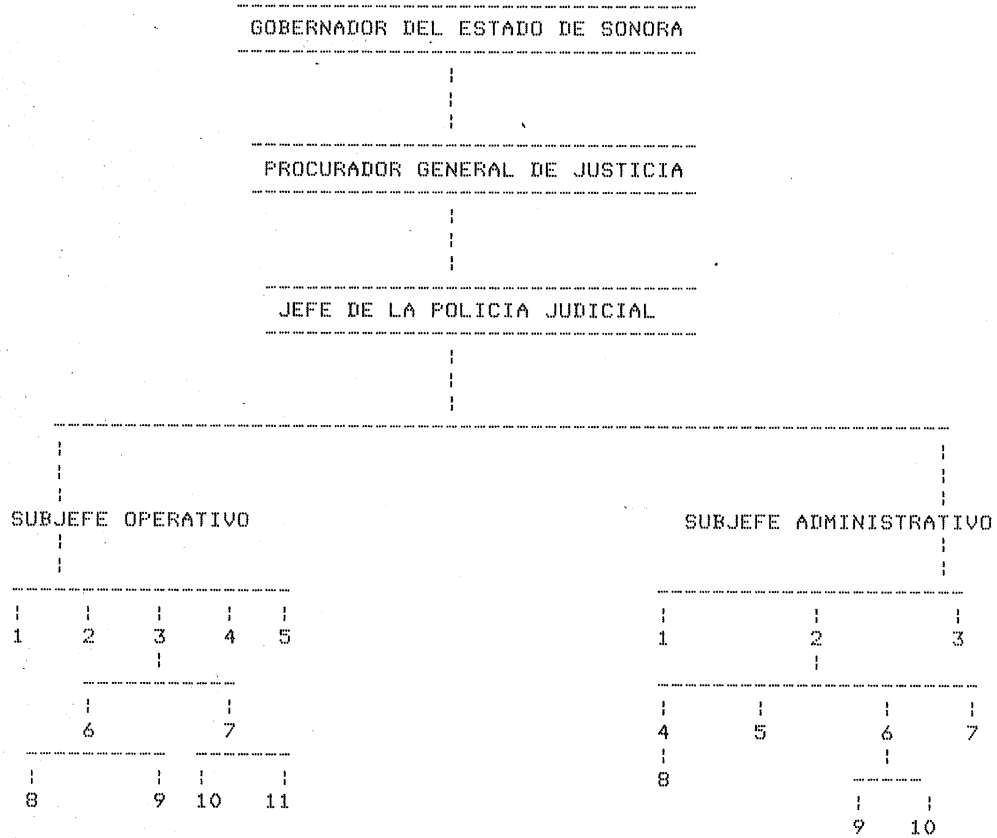 GOBERNADOR DEL ESTADO DE SONORA
PROCURADOR GENERAL DE JUSTICIA
JEFE DE LA POLICIA JUDICIAL
SUBJEFE OPERATIVO SUBJEFE ADMINISTRATIVO
1 2 3 4 5 1 2 3
6 7 4 5 6 7
8 9 10 11 8
9 10